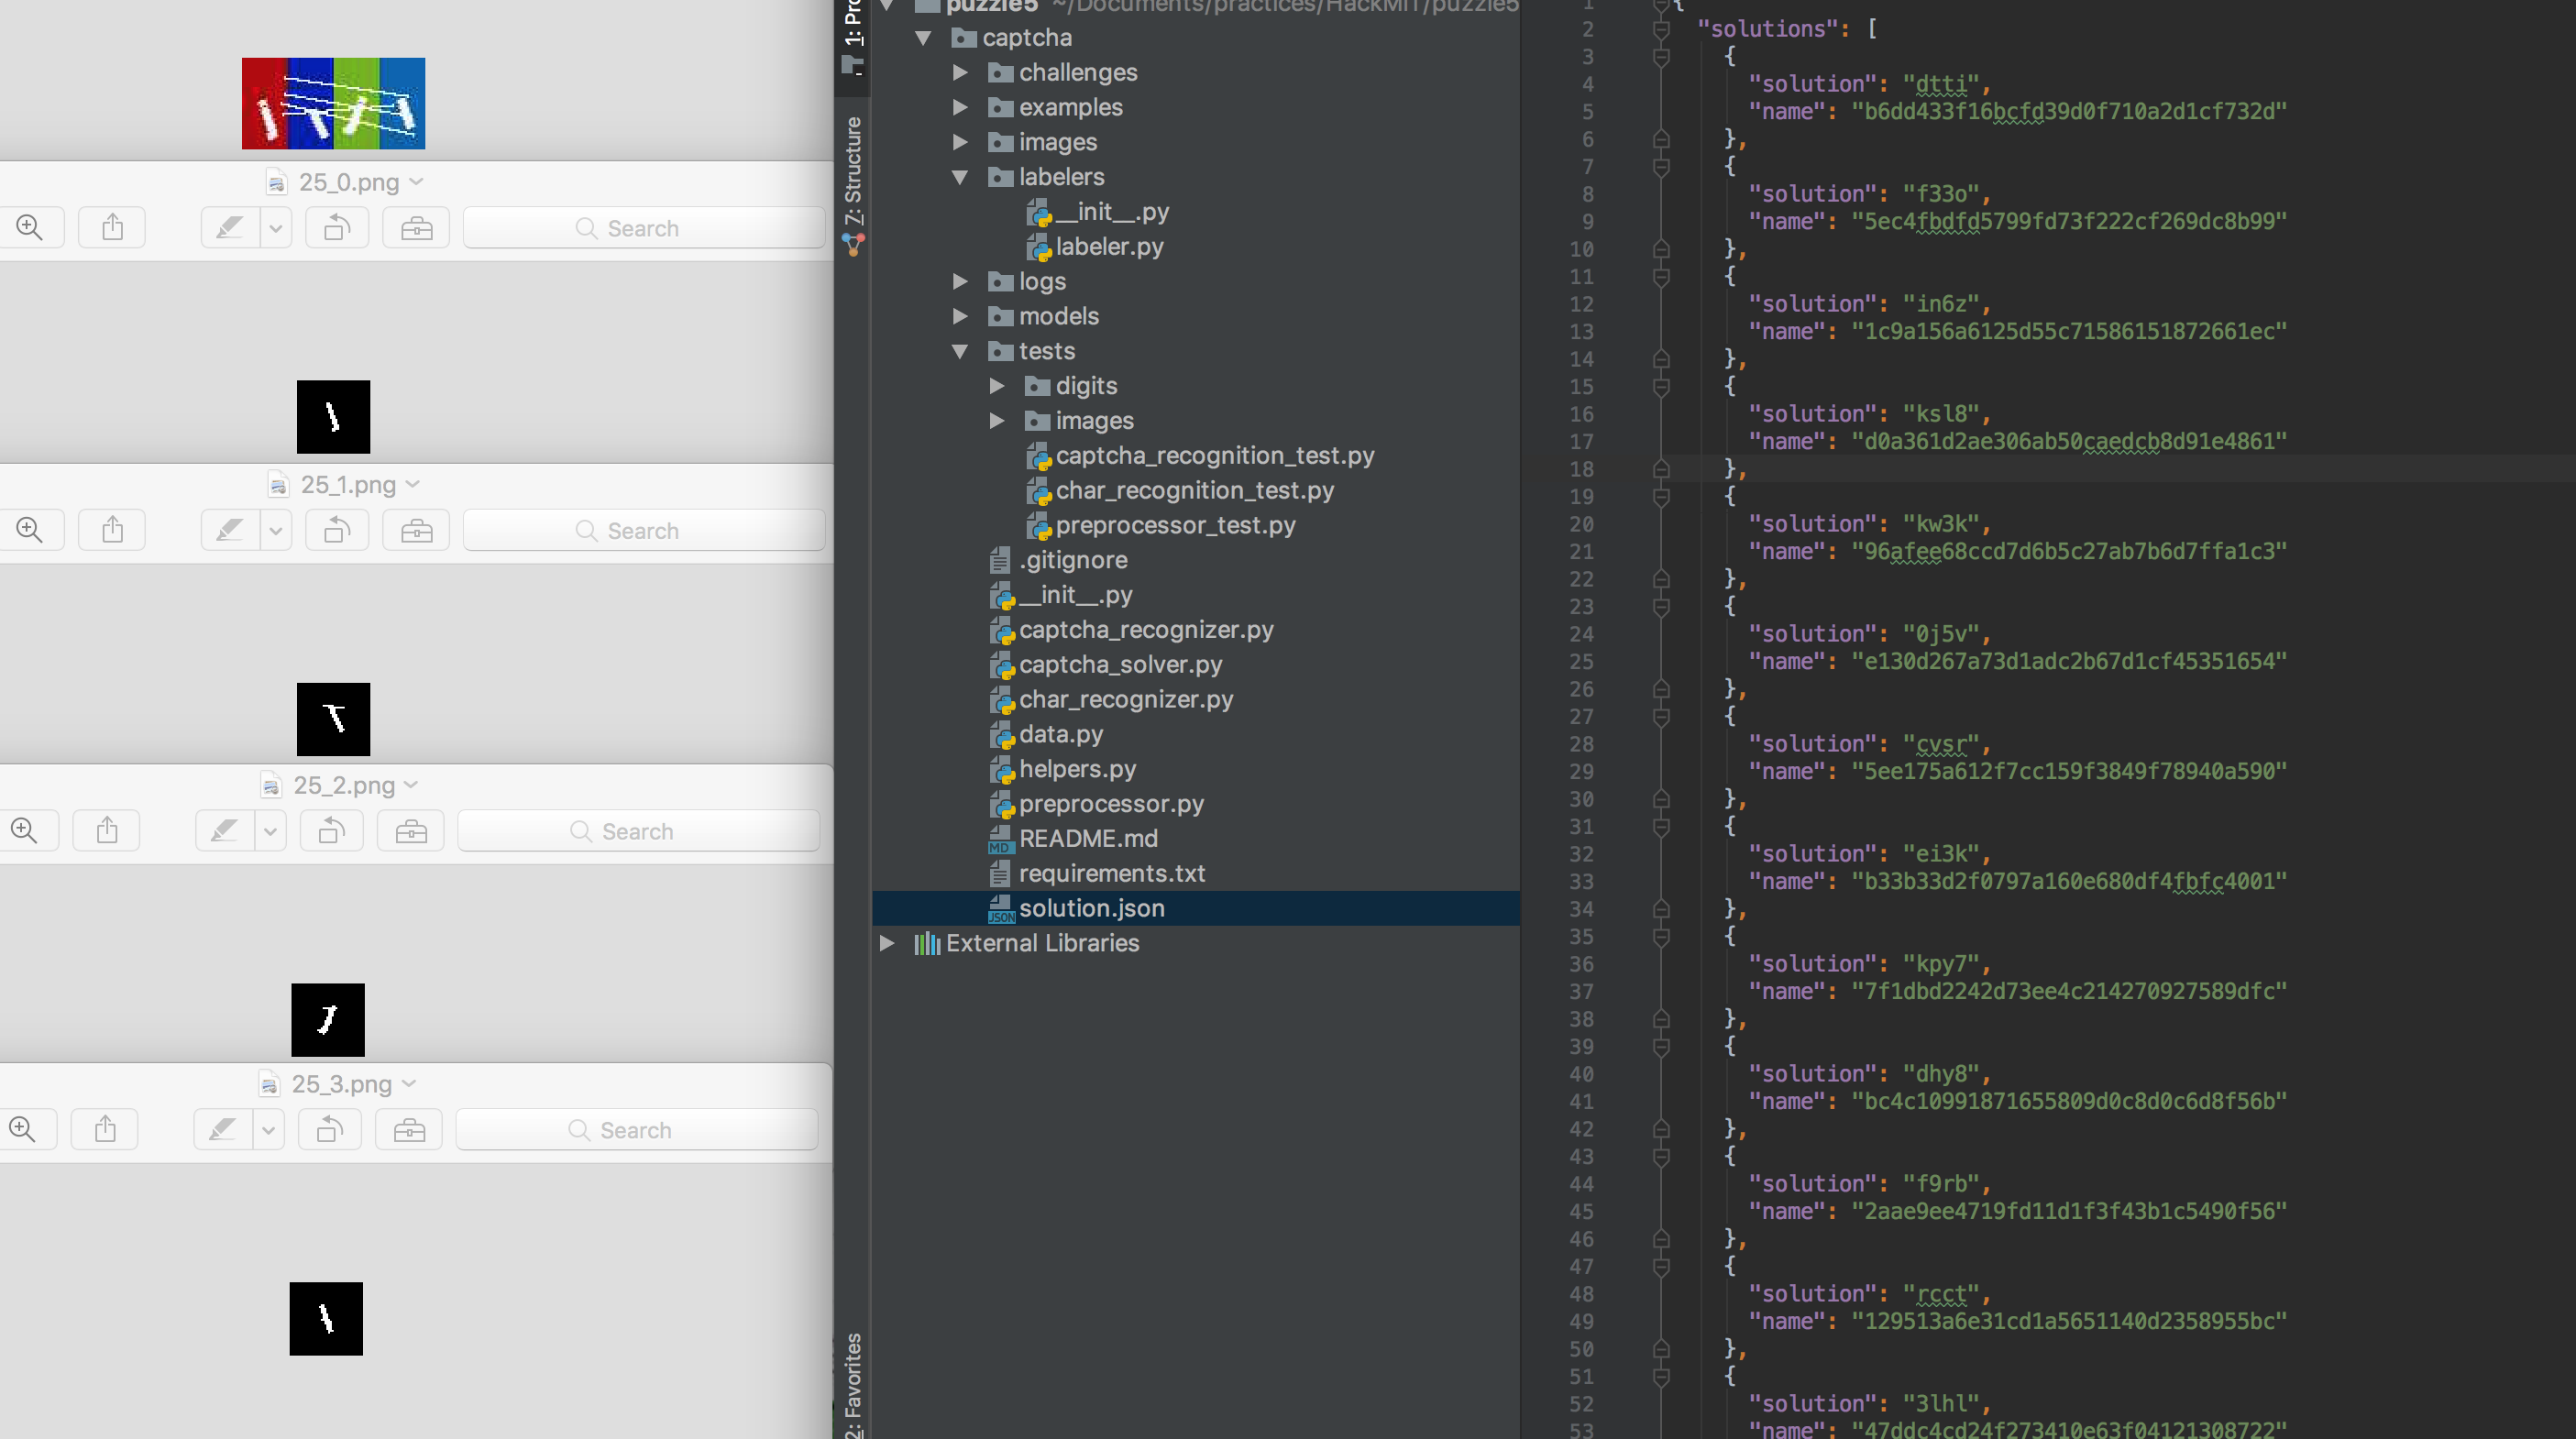 25_0.png
Search
25_1.png
Search
25_2.png
Search
25_3.png
Search
7: Structure
2: Favorites
puzzle5 ~/Documents/practices/HackMIT/puzzle5
captcha
challenges
examples
images
labelers
__init__.py
labeler.py
logs
models
tests
digits
images
captcha_recognition_test.py
char_recognition_test.py
preprocessor_test.py
.gitignore
__init__.py
captcha_recognizer.py
captcha_solver.py
char_recognizer.py
data.py
helpers.py
preprocessor.py
MD README.md
requirements.txt
JSON solution.json
External Libraries
1 {
2 "solutions": [
3 {
4 "solution": "dtti",
5 "name": "b6dd433f16bcfd39d0f710a2d1cf732d"
6 },
7 {
8 "solution": "f33o",
9 "name": "5ec4fbdfd5799fd73f222cf269dc8b99"
10 },
11 {
12 "solution": "in6z",
13 "name": "1c9a156a6125d55c71586151872661ec"
14 },
15 {
16 "solution": "ksl8",
17 "name": "d0a361d2ae306ab50caedcb8d91e4861"
18 },
19 {
20 "solution": "kw3k",
21 "name": "96afee68ccd7d6b5c27ab7b6d7ffa1c3"
22 },
23 {
24 "solution": "0j5v",
25 "name": "e130d267a73d1adc2b67d1cf45351654"
26 },
27 {
28 "solution": "cvsr",
29 "name": "5ee175a612f7cc159f3849f78940a590"
30 },
31 {
32 "solution": "ei3k",
33 "name": "b33b33d2f0797a160e680df4fbfc4001"
34 },
35 {
36 "solution": "kpy7",
37 "name": "7f1dbd2242d73ee4c214270927589dfc"
38 },
39 {
40 "solution": "dhy8",
41 "name": "bc4c10991871655809d0c8d0c6d8f56b"
42 },
43 {
44 "solution": "f9rb",
45 "name": "2aae9ee4719fd11d1f3f43b1c5490f56"
46 },
47 {
48 "solution": "rcct",
49 "name": "129513a6e31cd1a5651140d2358955bc"
50 },
51 {
52 "solution": "3lhl",
53 "name": "47ddc4cd24f273410e63f04121308722"